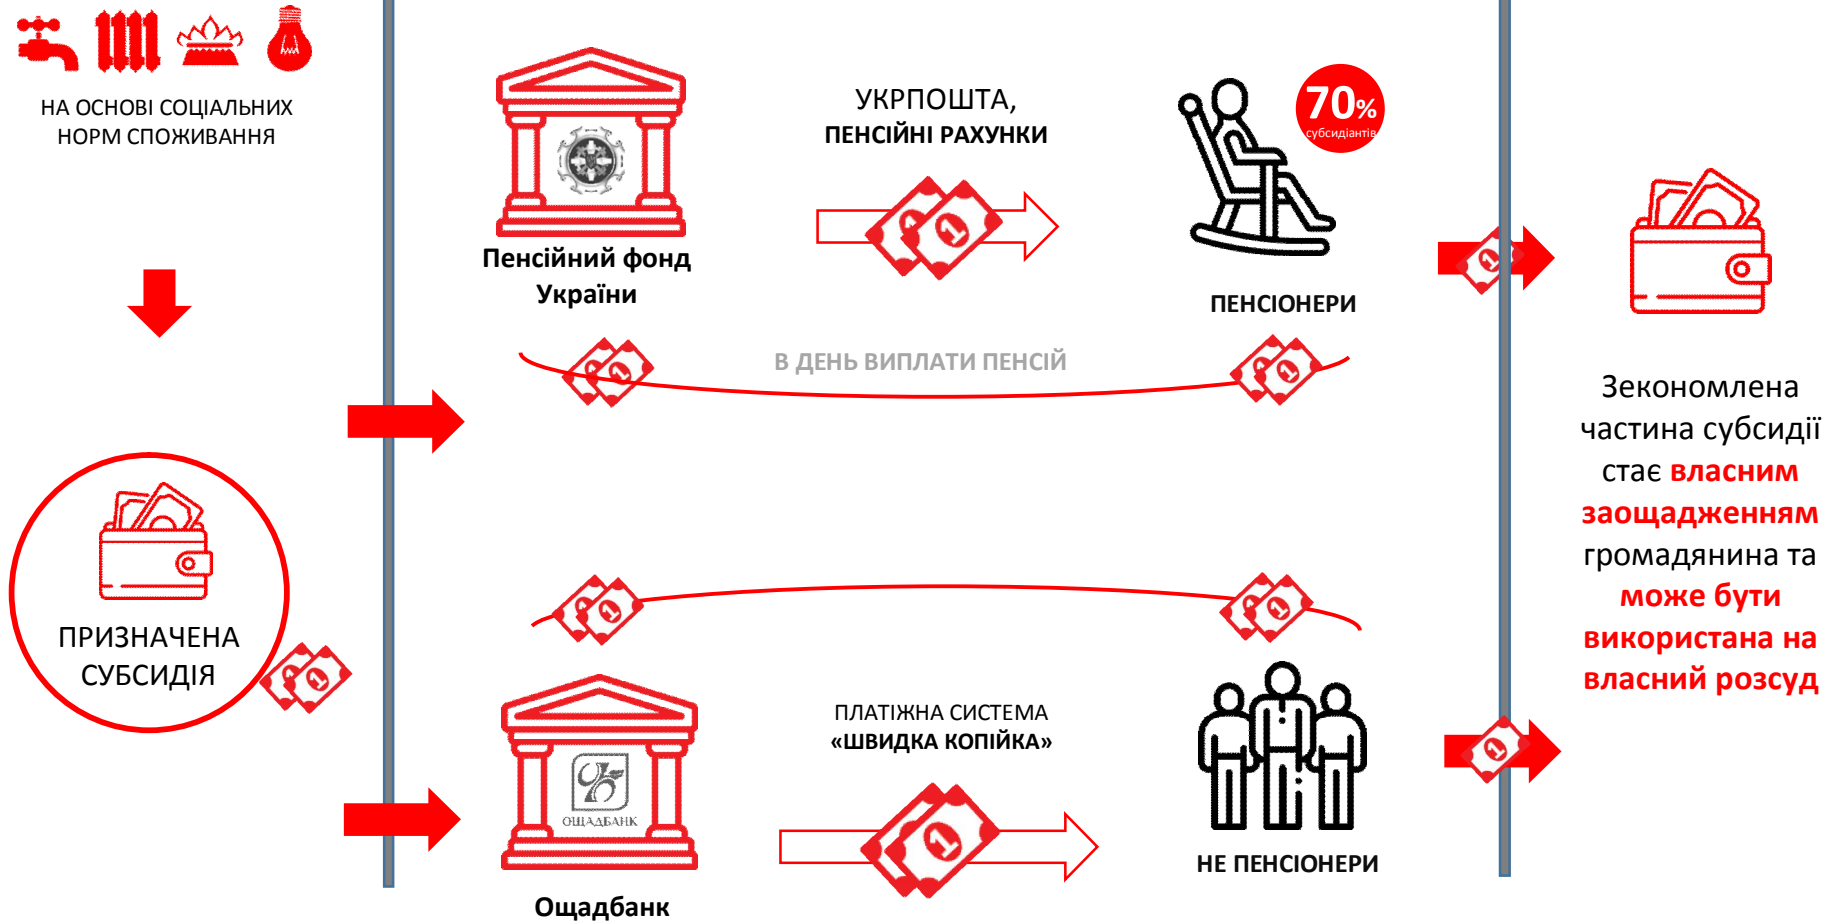 НА ОСНОВІ СОЦІАЛЬНИХ
НОРМ СПОЖИВАННЯ
ПРИЗНАЧЕНА
СУБСИДІЯ
Пенсійний фонд
України
УКРПОШТА,
ПЕНСІЙНІ РАХУНКИ
70%
субсидіантів
ПЕНСІОНЕРИ
В ДЕНЬ ВИПЛАТИ ПЕНСІЙ
ОЩАДБАНК
Ощадбанк
ПЛАТІЖНА СИСТЕМА
«ШВИДКА КОПІЙКА»
НЕ ПЕНСІОНЕРИ
Зекономлена
частина субсидії
стає власним
заощадженням
громадянина та
може бути
використана на
власний розсуд